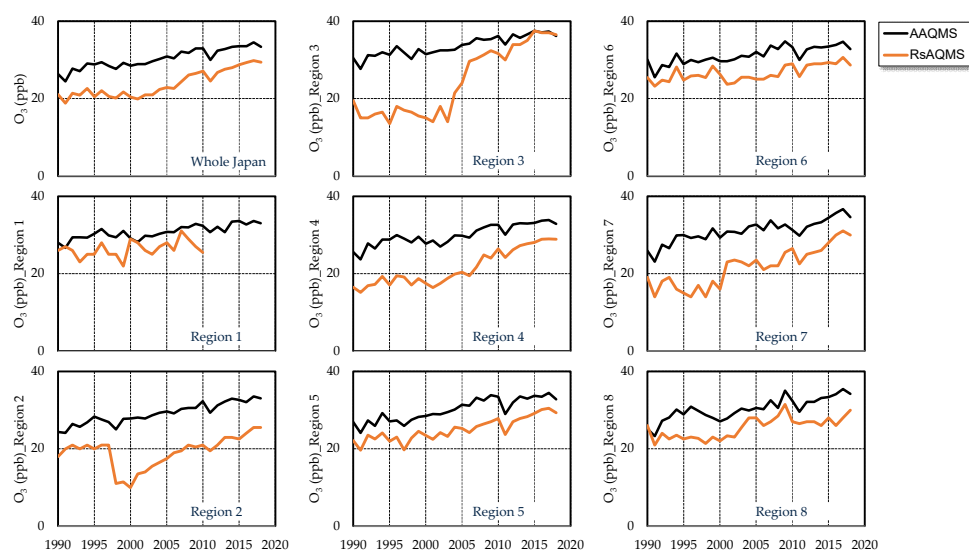 40
20
0
O3 (ppb)
Whole Japan
40
20
0
O3 (ppb)_Region 3
Region 3
40
20
0
O3 (ppb)_Region 6
Region 6
AAQMS
RsAQMS
40
20
0
O3 (ppb)_Region 1
Region 1
40
20
0
O3 (ppb)_Region 4
Region 4
40
20
0
O3 (ppb)_Region 7
Region 7
40
20
0
O3 (ppb)_Region 2
Region 2
1990 1995 2000 2005 2010 2015 2020
40
20
0
O3 (ppb)_Region 5
Region 5
1990 1995 2000 2005 2010 2015 2020
40
20
0
O3 (ppb)_Region 8
Region 8
1990 1995 2000 2005 2010 2015 2020